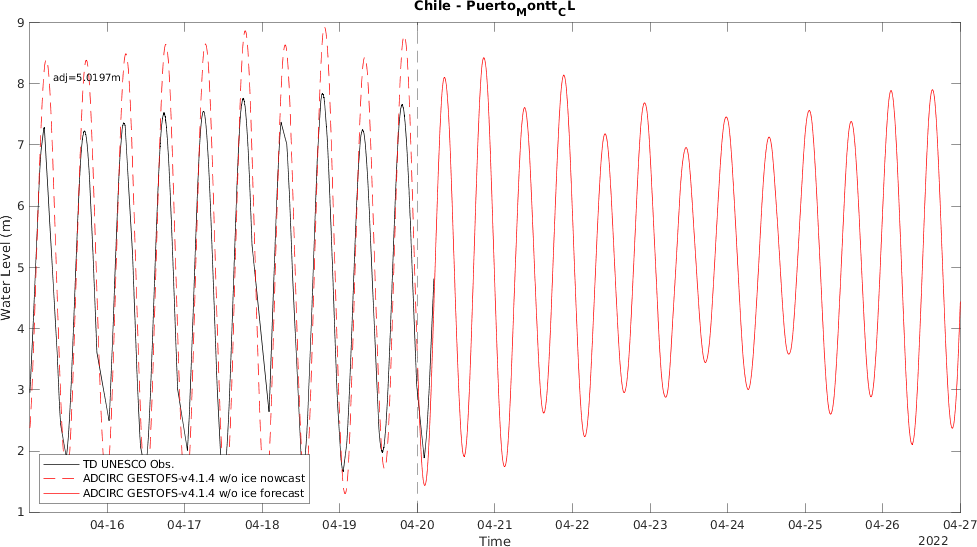 Chile - Puerto_Montt_CL
adj=5.0197m
9
8
7
6
5
4
3
2
1
Water Level (m)
TD UNESCO Obs.
ADCIRC GESTOFS-v4.1.4 w/o ice nowcast
ADCIRC GESTOFS-v4.1.4 w/o ice forecast
04-16 04-17 04-18 04-19 04-20 04-21 04-22 04-23 04-24 04-25 04-26 04-27
Time
2022